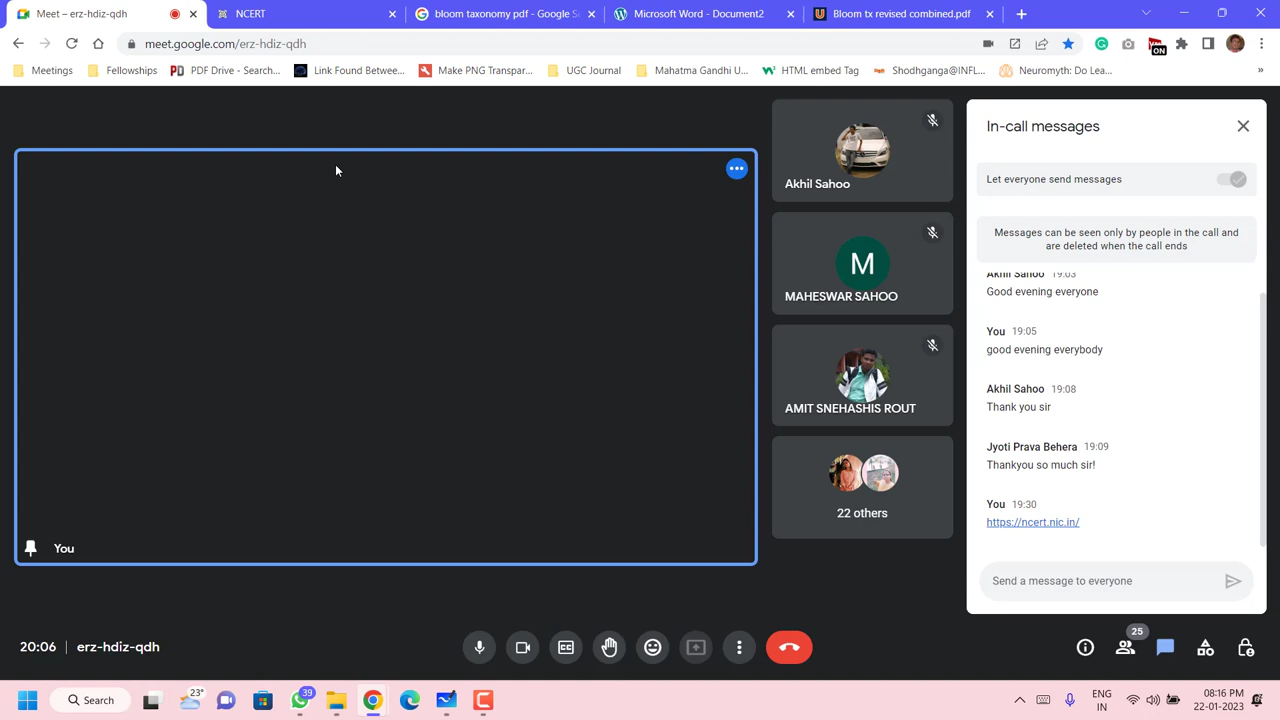 Meet – erz-hdiz-qdh
NCERT
bloom taxonomy pdf - Google S
Microsoft Word - Document2
Bloom tx revised combined.pdf
meet.google.com/erz-hdiz-qdh
ON
Meetings
Fellowships
PD
PDF Drive - Search...
Link Found Betwee...
Make PNG Transpar...
UGC Journal
Mahatma Gandhi U...
HTML embed Tag
Shodhganga@INFL...
Neuromyth: Do Lea...
»
Akhil Sahoo
M
MAHESWAR SAHOO
AMIT SNEHASHIS ROUT
22 others
You
In-call messages
Let everyone send messages
Messages can be seen only by people in the call and
are deleted when the call ends
Akhil Sahoo 19:03
Good evening everyone
You 19:05
good evening everybody
Akhil Sahoo 19:08
Thank you sir
Jyoti Prava Behera 19:09
Thankyou so much sir!
You 19:30
https://ncert.nic.in/
Send a message to everyone
20:06 | erz-hdiz-qdh
25
Search
23°
39
ENG
IN
08:16 PM
22-01-2023